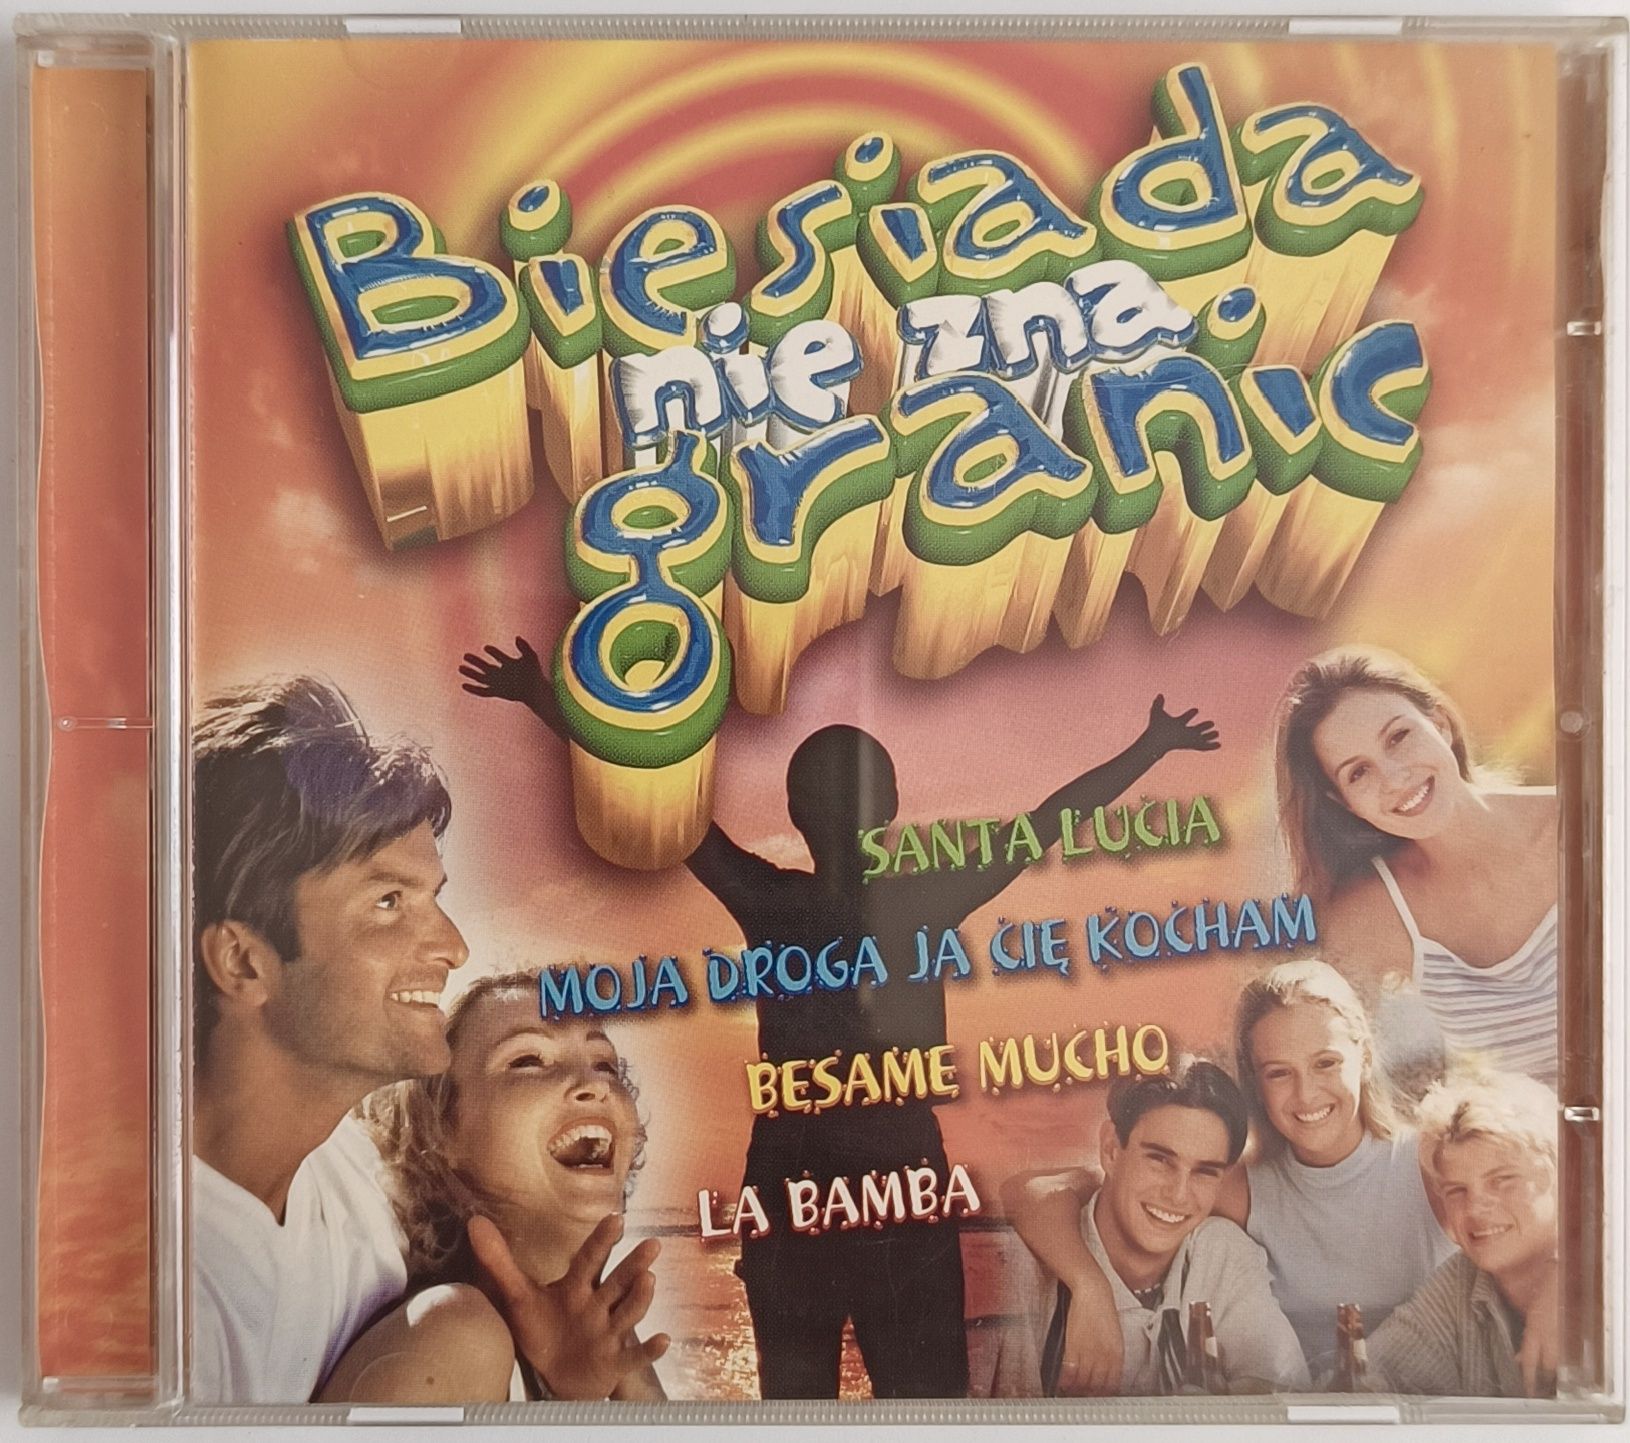 Biesiada
nie zna
granic
SANTA LUCIA
MOJA DROGA JA CIĘ KOCHAM
BESAME MUCHO
LA BAMBA